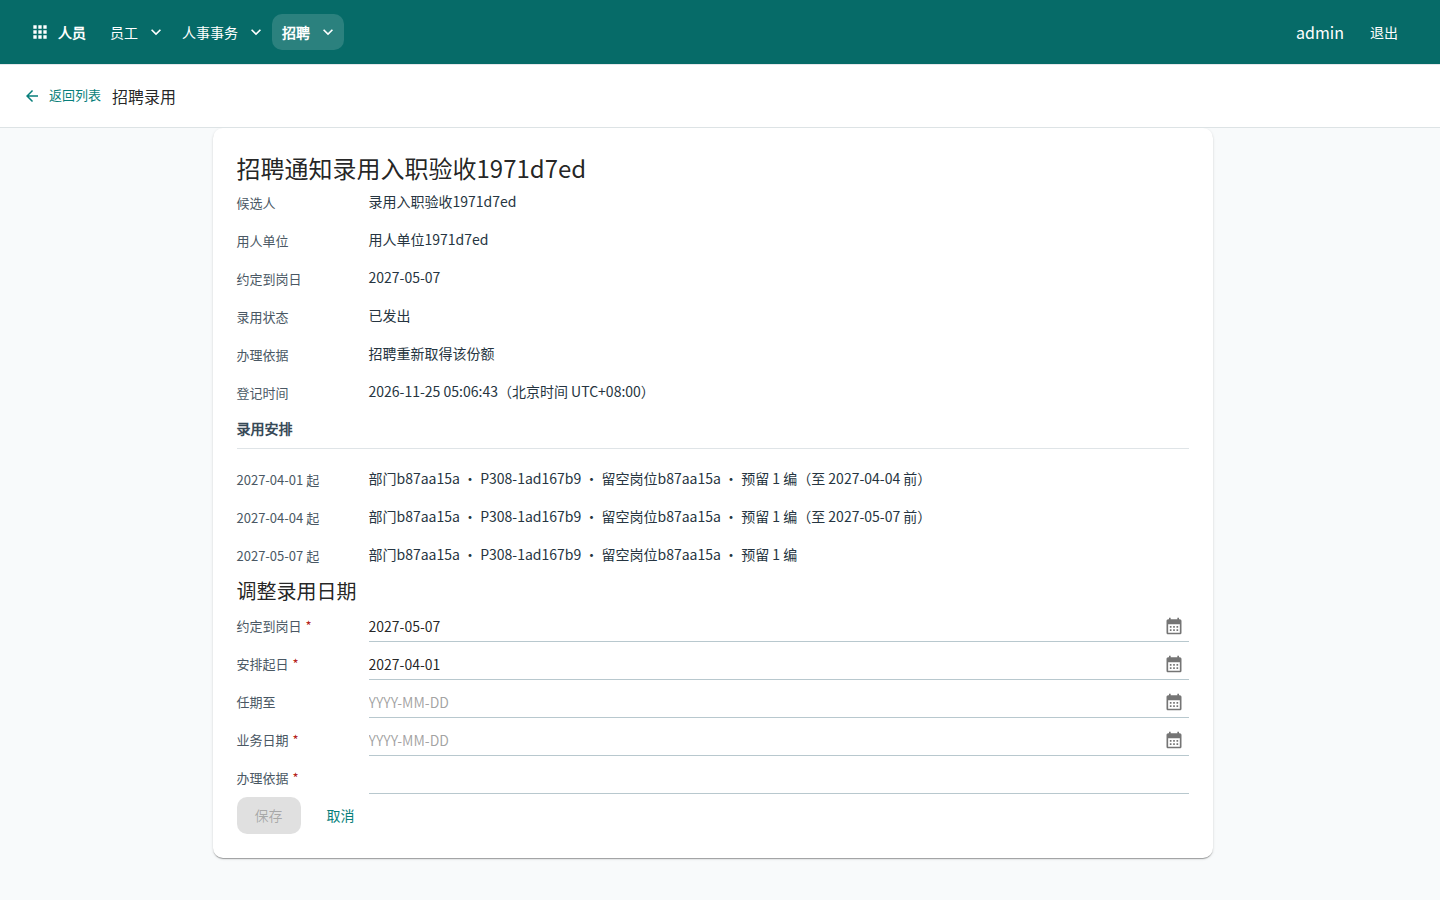 人员 员工 人事事务 招聘 admin 退出
返回列表 招聘录用
招聘通知录用入职验收1971d7ed
候选人 录用入职验收1971d7ed
用人单位 用人单位1971d7ed
约定到岗日 2027-05-07
录用状态 已发出
办理依据 招聘重新取得该份额
登记时间 2026-11-25 05:06:43（北京时间 UTC+08:00）
录用安排
2027-04-01 起 部门b87aa15a · P308-1ad167b9 · 留空岗位b87aa15a · 预留 1 编（至 2027-04-04 前）
2027-04-04 起 部门b87aa15a · P308-1ad167b9 · 留空岗位b87aa15a · 预留 1 编（至 2027-05-07 前）
2027-05-07 起 部门b87aa15a · P308-1ad167b9 · 留空岗位b87aa15a · 预留 1 编
调整录用日期
约定到岗日 * 2027-05-07
安排起日 * 2027-04-01
任期至 YYYY-MM-DD
业务日期 * YYYY-MM-DD
办理依据 *
保存 取消